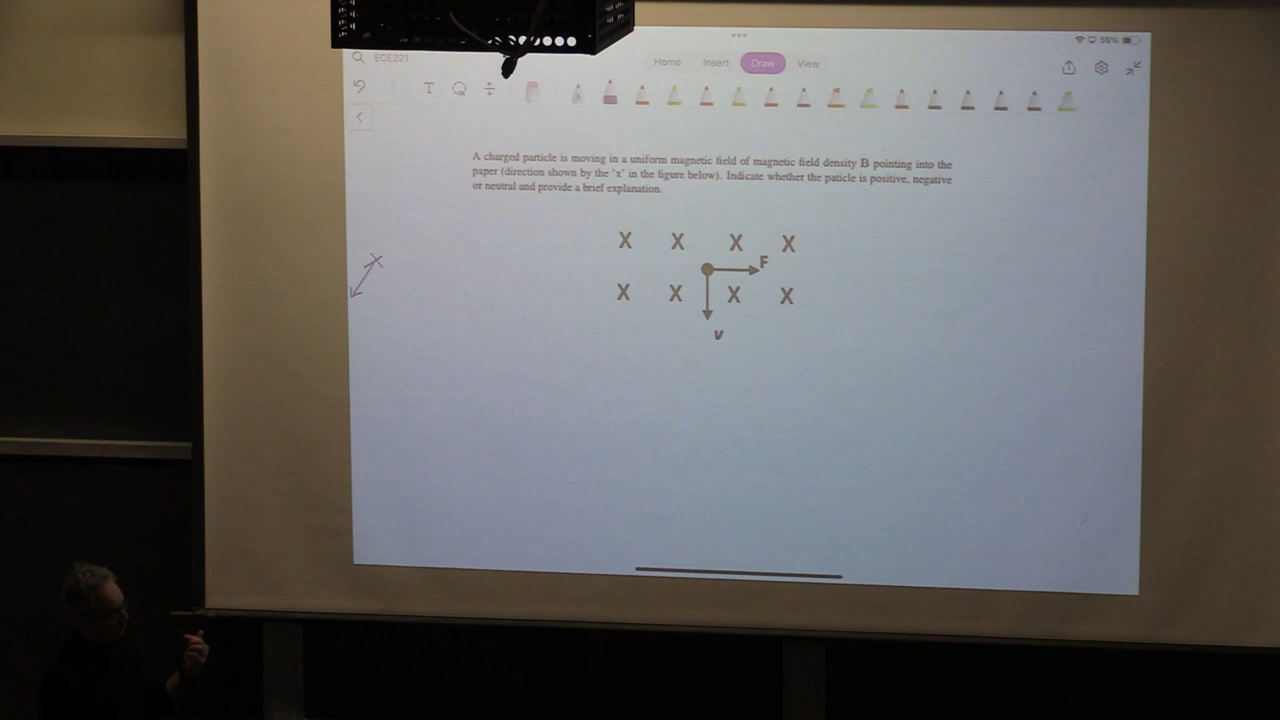 56%
ECE221
Home Insert Draw View
T
A charged particle is moving in a uniform magnetic field of magnetic field density B pointing into the
paper (direction shown by the 'x' in the figure below). Indicate whether the paticle is positive, negative
or neutral and provide a brief explanation.
X X X X
F
X X X X
v